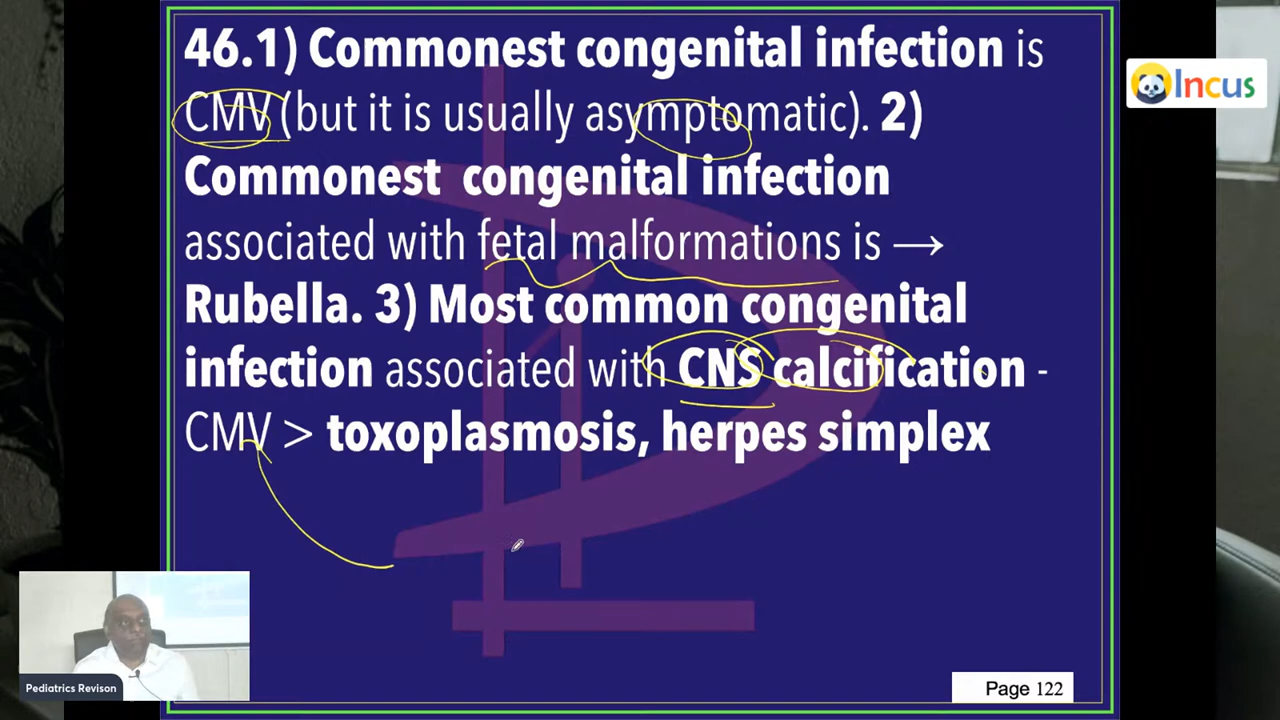 46.1) Commonest congenital infection is
CMV (but it is usually asymptomatic). 2)
Commonest congenital infection
associated with fetal malformations is →
Rubella. 3) Most common congenital
infection associated with CNS calcification -
CMV > toxoplasmosis, herpes simplex
Incus
Pediatrics Revison
Page 122